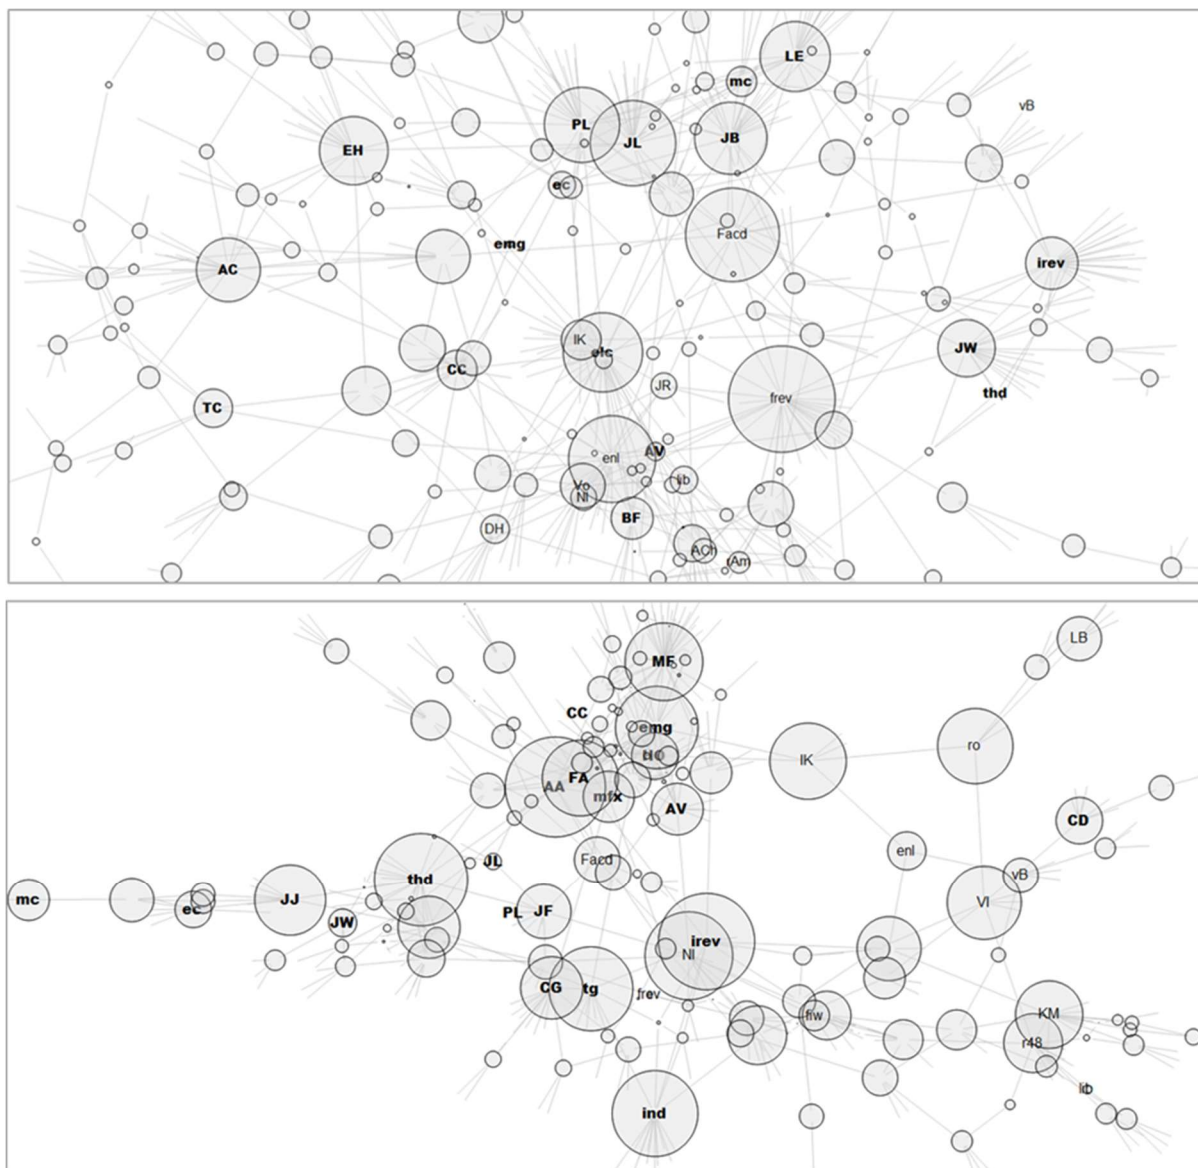 LE
mc
vB
PL
JL
JB
EH
ec
Facd
emg
AC
irev
IK
elc
JW
CC
JR
thd
TC
frev
AV
enl
lib
Vo
NI
BF
DH
ACh
rAm
LB
MF
CC
emg
ro
IK
FA
AA
mfx
AV
CD
enl
JL
Facd
vB
thd
mc
JJ
ec
JW
PL
JF
VI
irev
NI
CG
tg
frev
flw
KM
r48
lib
ind